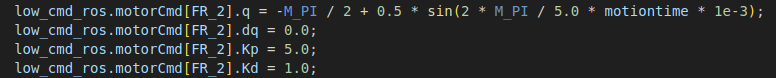 low_cmd_ros.motorCmd[FR_2].q = -M_PI / 2 + 0.5 * sin(2 * M_PI / 5.0 * motiontime * 1e-3);
low_cmd_ros.motorCmd[FR_2].dq = 0.0;
low_cmd_ros.motorCmd[FR_2].Kp = 5.0;
low_cmd_ros.motorCmd[FR_2].Kd = 1.0;